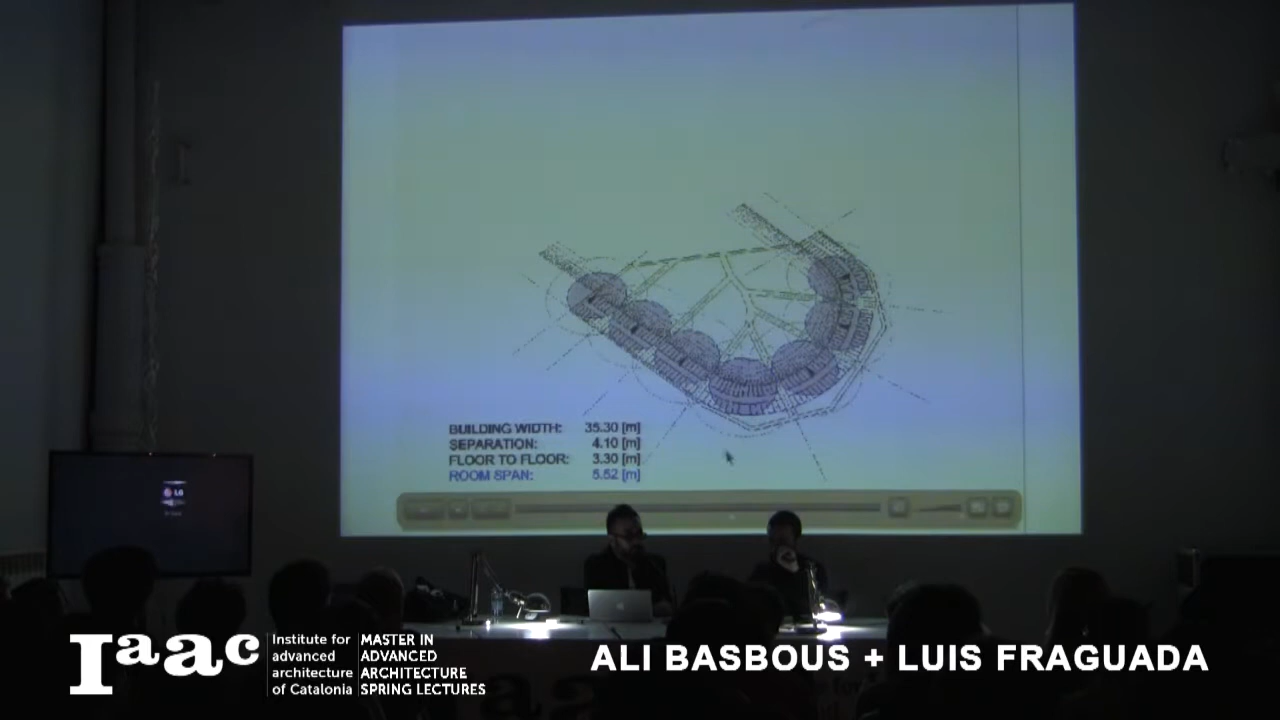 BUILDING WIDTH: 35.30 [m]
SEPARATION: 4.10 [m]
FLOOR TO FLOOR: 3.30 [m]
ROOM SPAN: 5.52 [m]
LG
Iaac
Institute for
advanced
architecture
of Catalonia
MASTER IN
ADVANCED
ARCHITECTURE
SPRING LECTURES
ALI BASBOUS + LUIS FRAGUADA